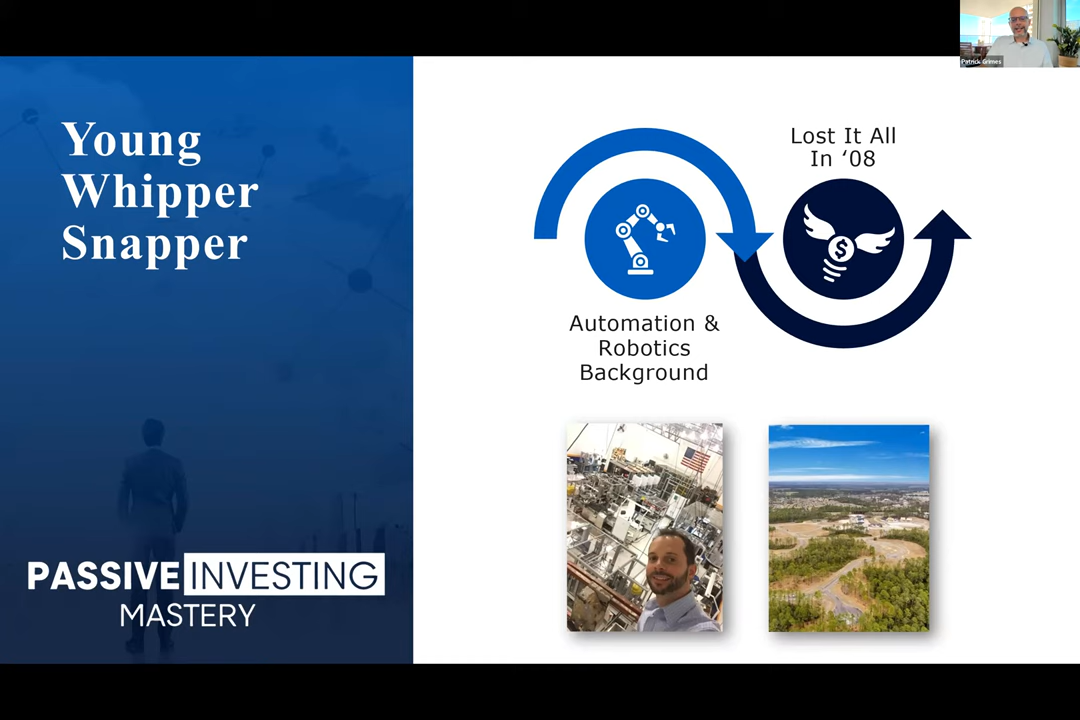 Patrick Grimes
Young
Whipper
Snapper
Lost It All
In ‘08
$
Automation &
Robotics
Background
PASSIVE INVESTING
MASTERY